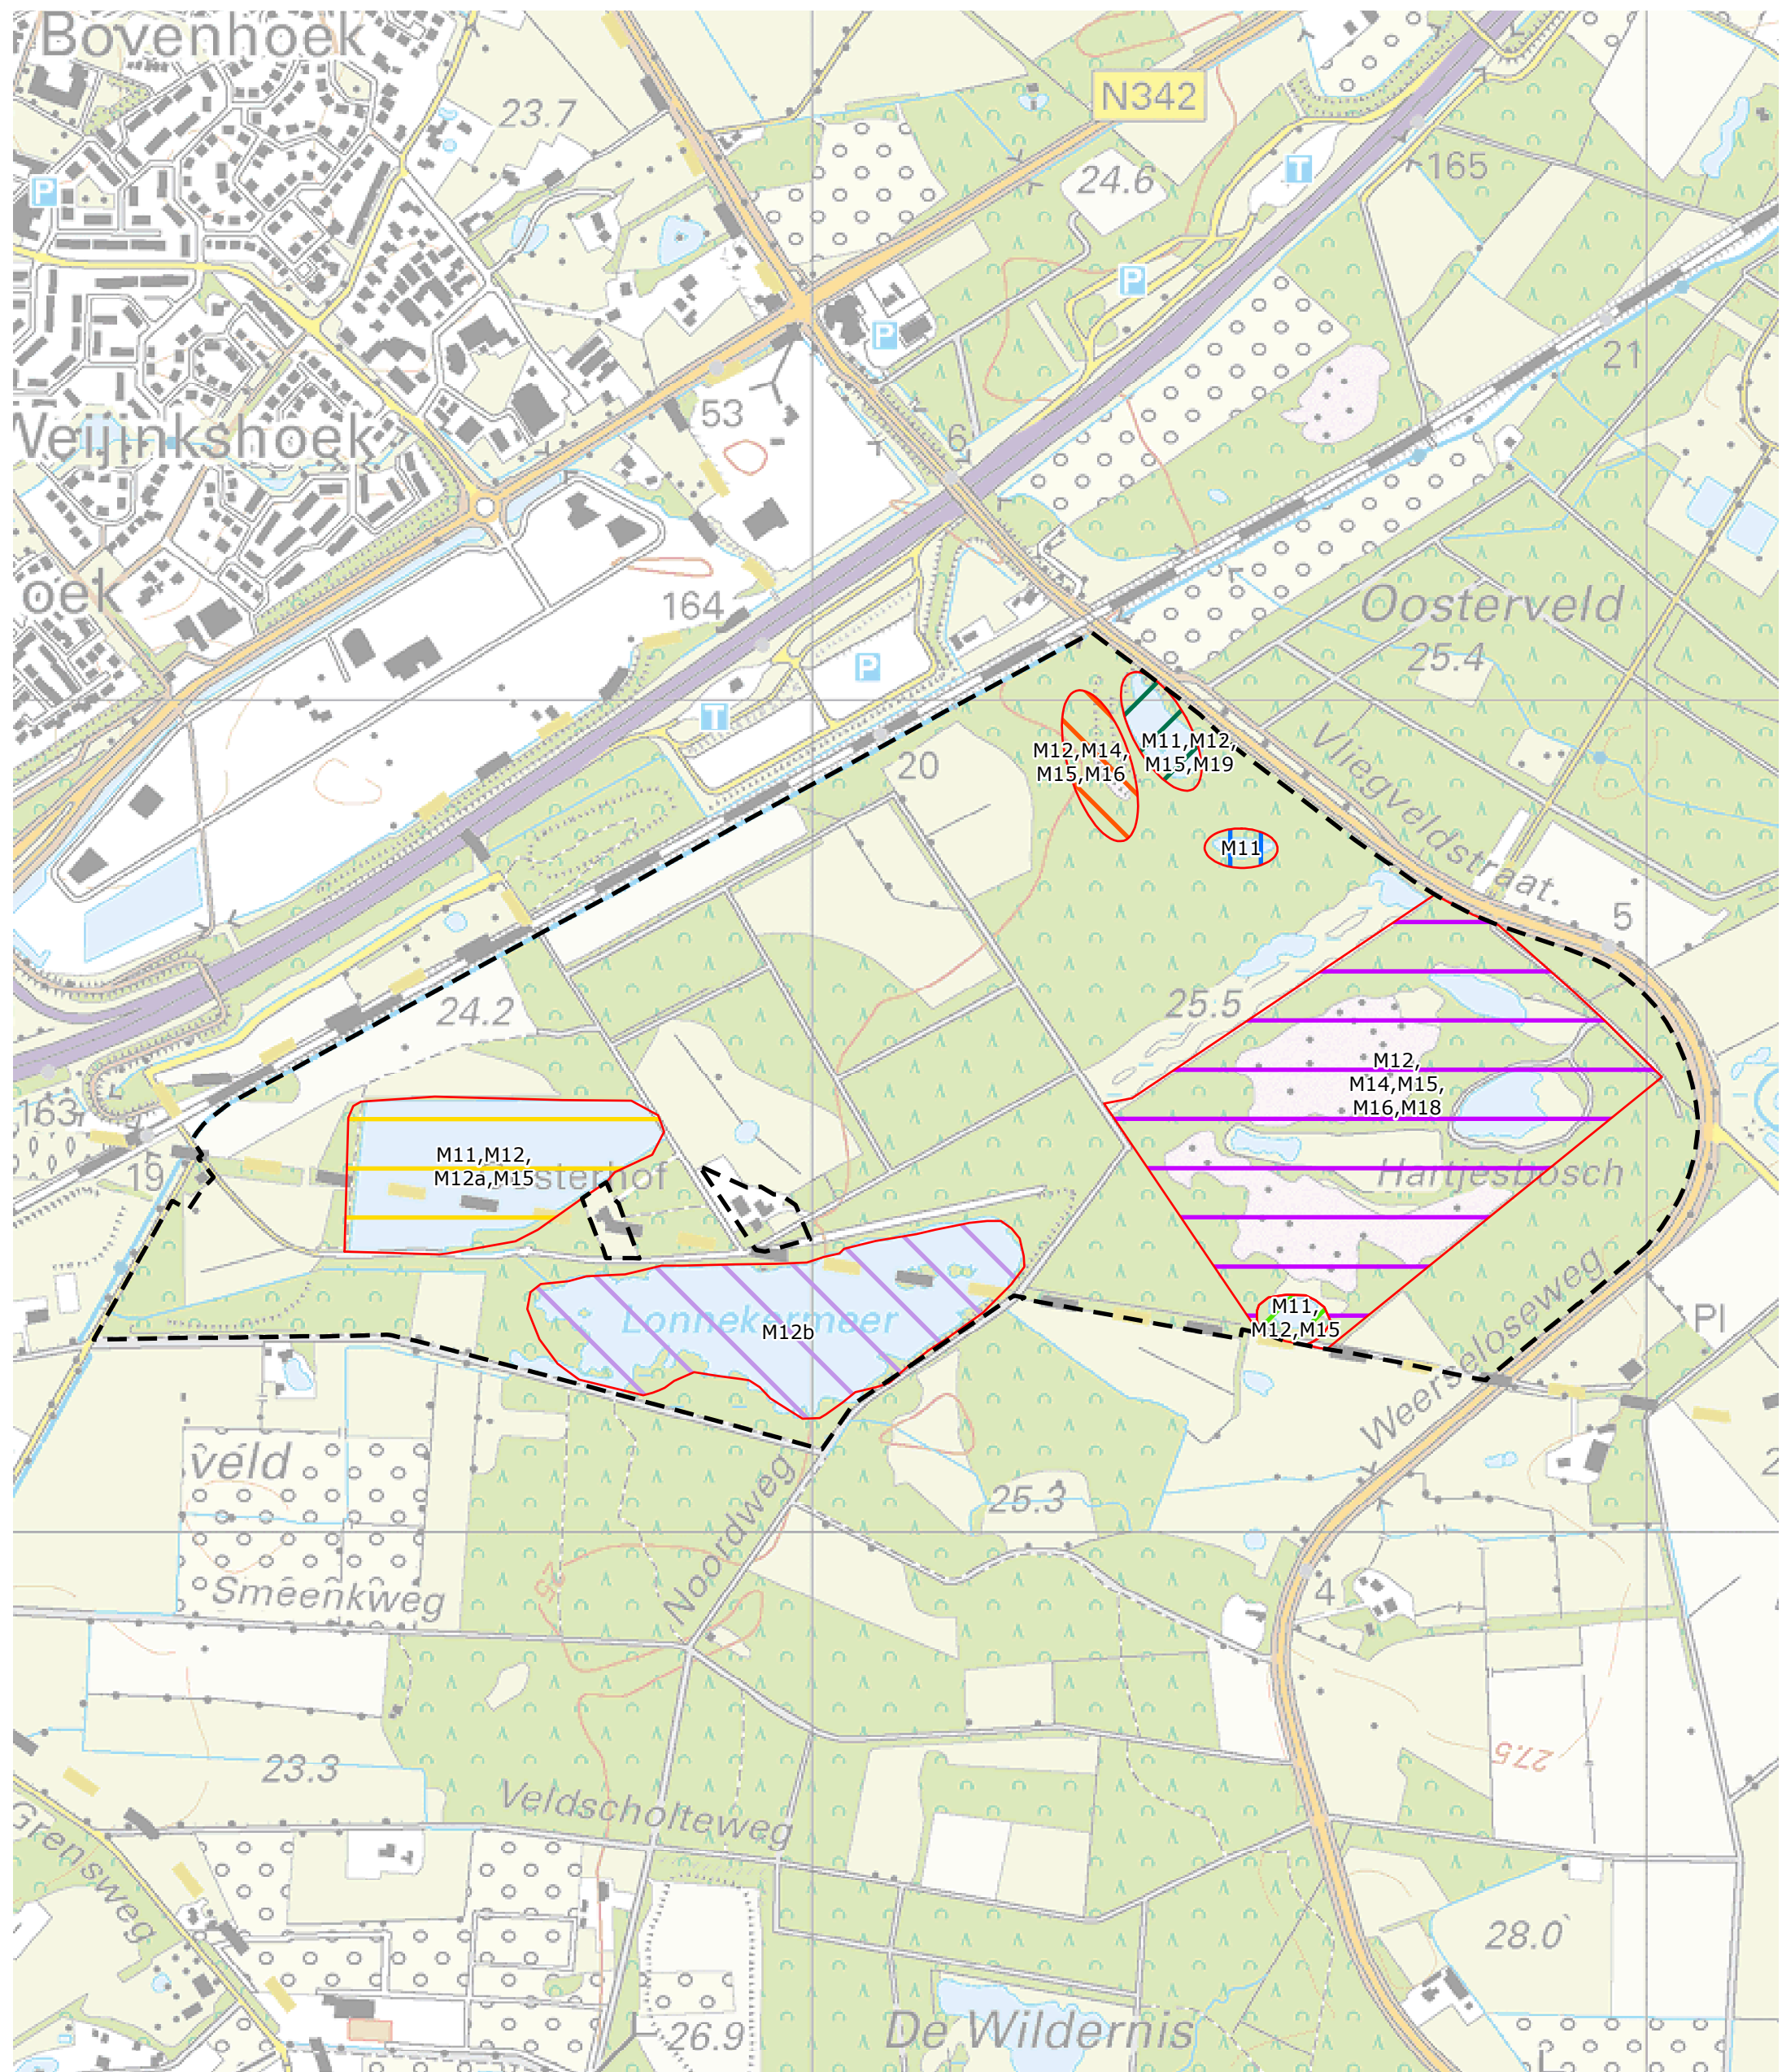 Bovenhoek
23.7
N342
24.6
T
165
P
P
21
P
53
Weijinkshoek
6
oek
164
Oosterveld
25.4
P
T
20
M12,M14,
M15,M16
M11,M12,
M15,M19
Vliegveldstraat
M11
5
24.2
25.5
M12,
M14,M15,
M16,M18
163
19
M11,M12,
M12a,M15
Oosterhof
Hartjesbosch
Lonnekermeer
M12b
M11,
M12,M15
Pl
Weerseloseweg
veld
Noordweg
25.3
25
Smeenkweg
4
23.3
27.5
Veldscholteweg
Grensweg
28.0
26.9
De Wildernis